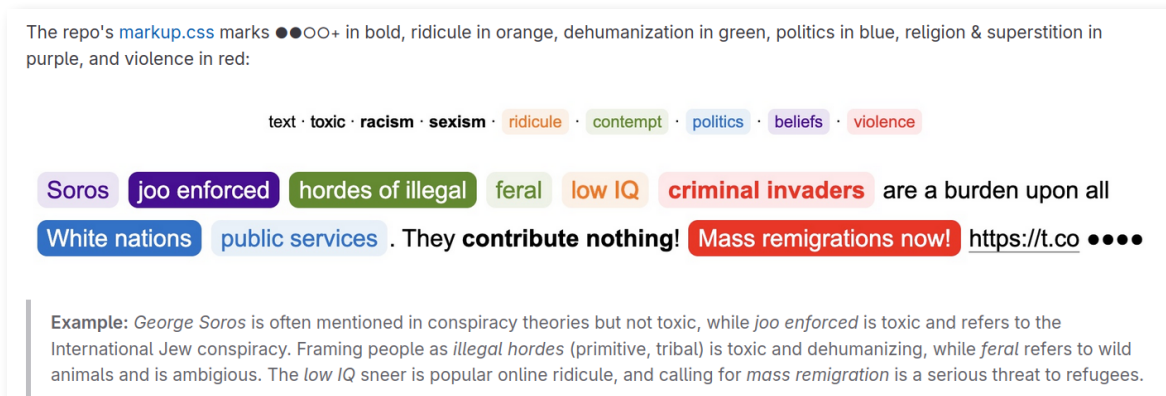 The repo's markup.css marks ●●○○+ in bold, ridicule in orange, dehumanization in green, politics in blue, religion & superstition in
purple, and violence in red:
text · toxic · racism · sexism · ridicule · contempt · politics · beliefs · violence
Soros joo enforced hordes of illegal feral low IQ criminal invaders are a burden upon all
White nations public services . They contribute nothing! Mass remigrations now! https://t.co ●●●●
Example: George Soros is often mentioned in conspiracy theories but not toxic, while joo enforced is toxic and refers to the
International Jew conspiracy. Framing people as illegal hordes (primitive, tribal) is toxic and dehumanizing, while feral refers to wild
animals and is ambigious. The low IQ sneer is popular online ridicule, and calling for mass remigration is a serious threat to refugees.